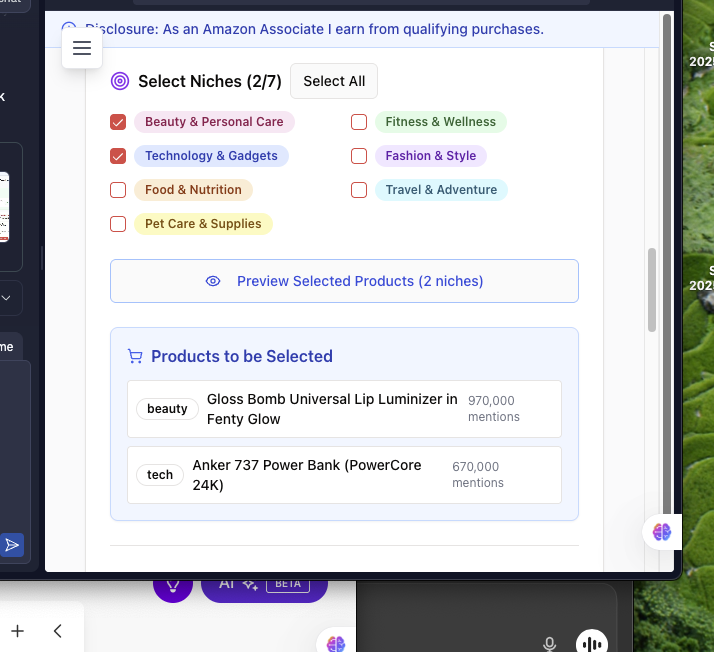 Disclosure: As an Amazon Associate I earn from qualifying purchases.
Select Niches (2/7)
Select All
Beauty & Personal Care
Fitness & Wellness
Technology & Gadgets
Fashion & Style
Food & Nutrition
Travel & Adventure
Pet Care & Supplies
Preview Selected Products (2 niches)
Products to be Selected
beauty
Gloss Bomb Universal Lip Luminizer in
Fenty Glow
970,000
mentions
tech
Anker 737 Power Bank (PowerCore
24K)
670,000
mentions
me
AI
BETA